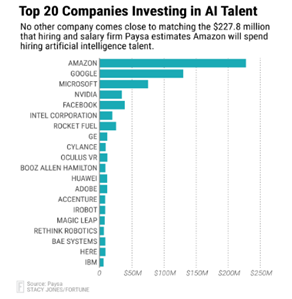 Top 20 Companies Investing in AI Talent
No other company comes close to matching the $227.8 million
that hiring and salary firm Paysa estimates Amazon will spend
hiring artificial intelligence talent.
AMAZON
GOOGLE
MICROSOFT
NVIDIA
FACEBOOK
INTEL CORPORATION
ROCKET FUEL
GE
CYLANCE
OCULUS VR
BOOZ ALLEN HAMILTON
HUAWEI
ADOBE
ACCENTURE
IROBOT
MAGIC LEAP
RETHINK ROBOTICS
BAE SYSTEMS
HERE
IBM
0 $50M $100M $150M $200M $250M
Source: Paysa
STACY JONES/FORTUNE